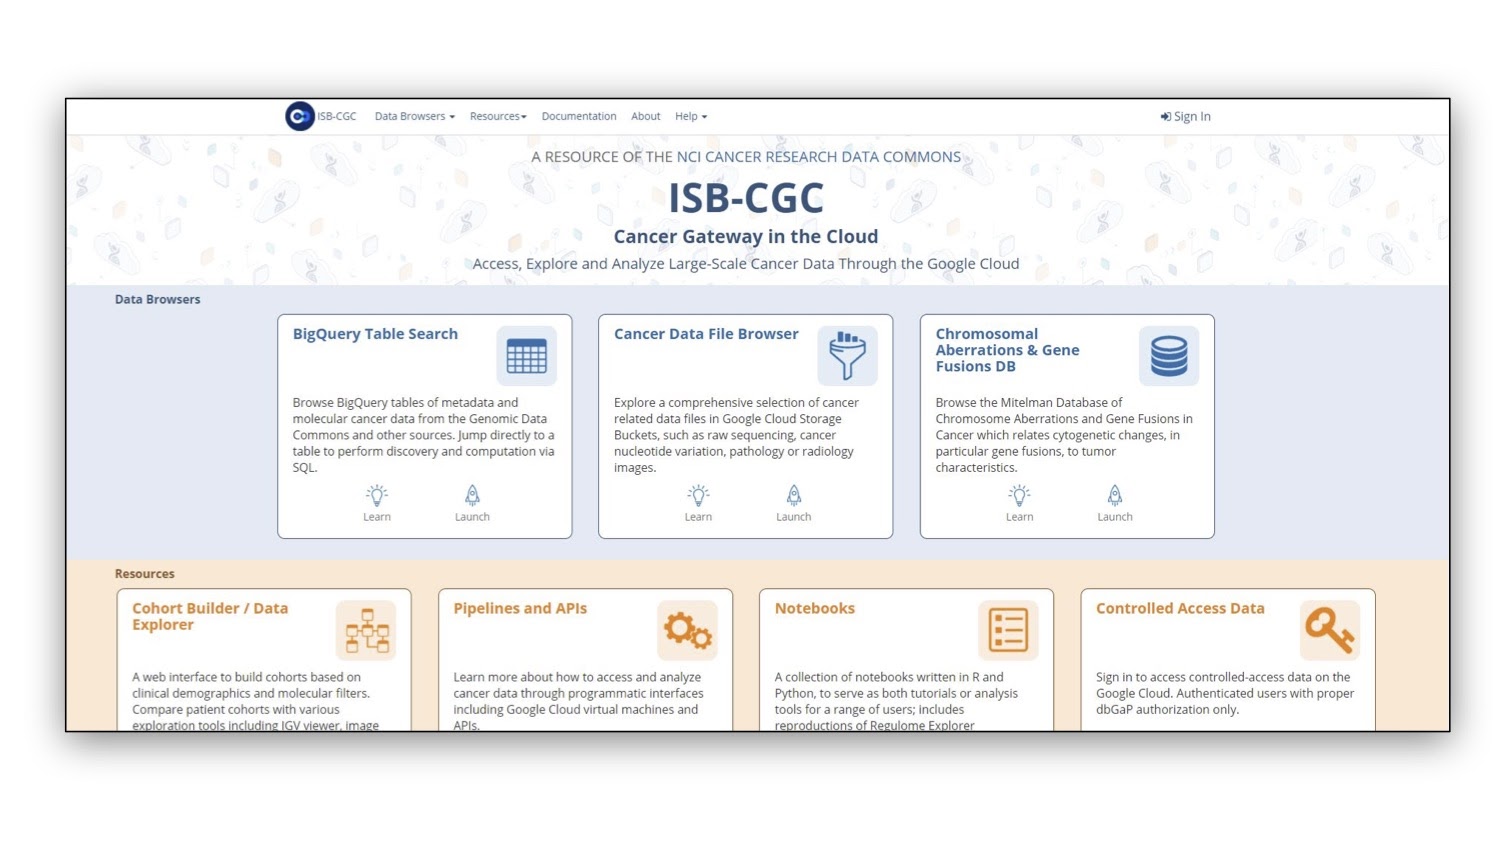 ISB-CGC Data Browsers Resources Documentation About Help Sign In
A RESOURCE OF THE NCI CANCER RESEARCH DATA COMMONS
ISB-CGC
Cancer Gateway in the Cloud
Access, Explore and Analyze Large-Scale Cancer Data Through the Google Cloud
Data Browsers
BigQuery Table Search
Browse BigQuery tables of metadata and
molecular cancer data from the Genomic Data
Commons and other sources. Jump directly to a
table to perform discovery and computation via
SQL.
Learn Launch
Cancer Data File Browser
Explore a comprehensive selection of cancer
related data files in Google Cloud Storage
Buckets, such as raw sequencing, cancer
nucleotide variation, pathology or radiology
images.
Learn Launch
Chromosomal
Aberrations & Gene
Fusions DB
Browse the Mitelman Database of
Chromosome Aberrations and Gene Fusions in
Cancer which relates cytogenetic changes, in
particular gene fusions, to tumor
characteristics.
Learn Launch
Resources
Cohort Builder / Data
Explorer
A web interface to build cohorts based on
clinical demographics and molecular filters.
Compare patient cohorts with various
exploration tools including IGV viewer, image
Pipelines and APIs
Learn more about how to access and analyze
cancer data through programmatic interfaces
including Google Cloud virtual machines and
APIs.
Notebooks
A collection of notebooks written in R and
Python, to serve as both tutorials or analysis
tools for a range of users; includes
reproductions of Regulome Explorer
Controlled Access Data
Sign in to access controlled-access data on the
Google Cloud. Authenticated users with proper
dbGaP authorization only.